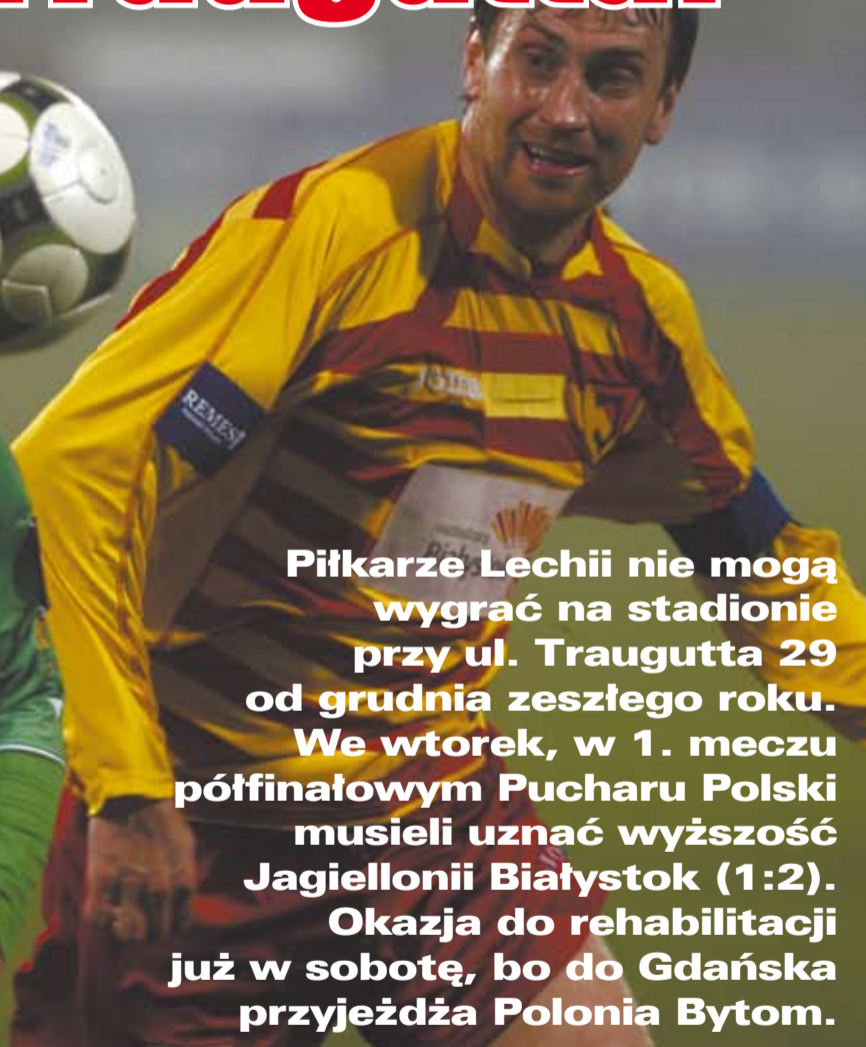 REMES
Piłkarze Lechii nie mogą
wygrać na stadionie
przy ul. Traugutta 29
od grudnia zeszłego roku.
We wtorek, w 1. meczu
półfinałowym Pucharu Polski
musieli uznać wyższość
Jagiellonii Białystok (1:2).
Okazja do rehabilitacji
już w sobotę, bo do Gdańska
przyjeżdża Polonia Bytom.